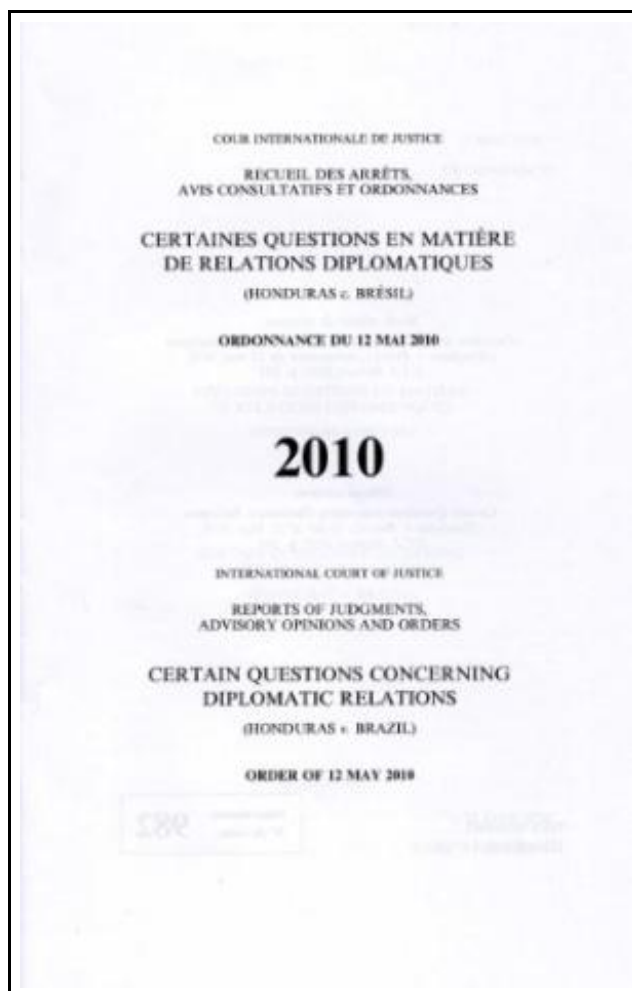 COUR INTERNATIONALE DE JUSTICE
RECUEIL DES ARRÊTS,
AVIS CONSULTATIFS ET ORDONNANCES
CERTAINES QUESTIONS EN MATIÈRE
DE RELATIONS DIPLOMATIQUES
(HONDURAS c. BRÉSIL)
ORDONNANCE DU 12 MAI 2010
2010
INTERNATIONAL COURT OF JUSTICE
REPORTS OF JUDGMENTS,
ADVISORY OPINIONS AND ORDERS
CERTAIN QUESTIONS CONCERNING
DIPLOMATIC RELATIONS
(HONDURAS v. BRAZIL)
ORDER OF 12 MAY 2010
982